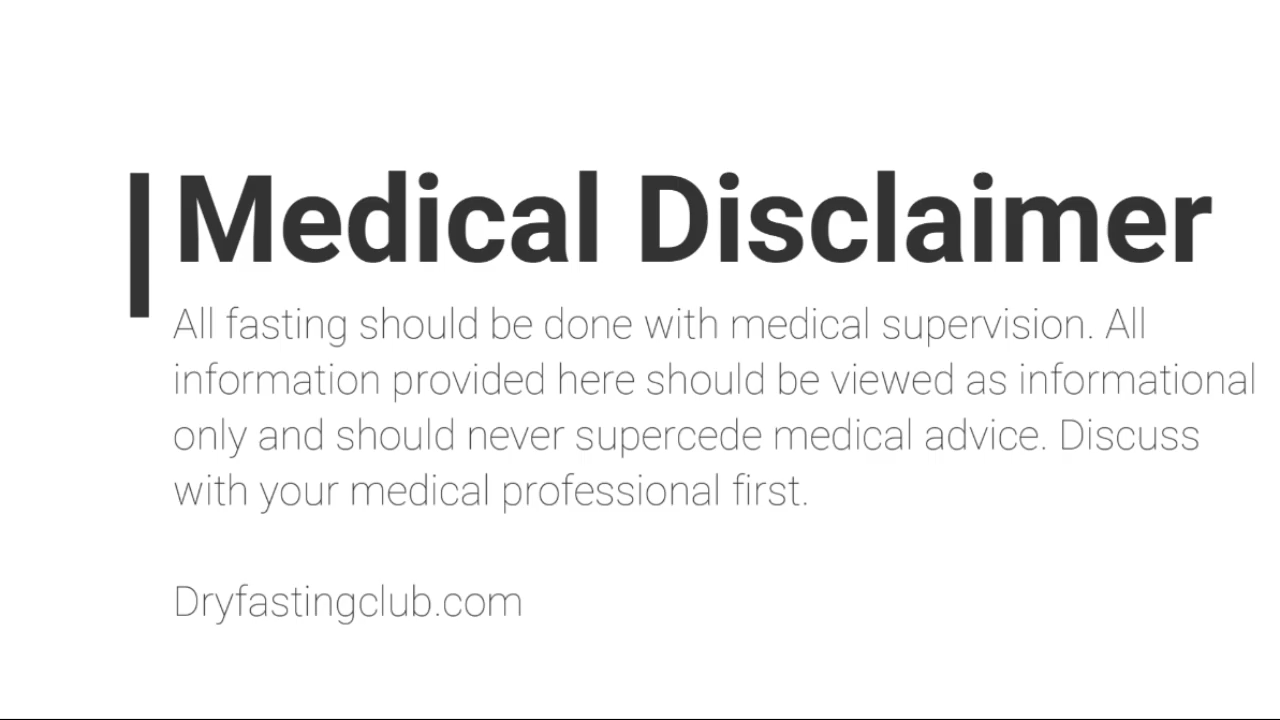 Medical Disclaimer
All fasting should be done with medical supervision. All
information provided here should be viewed as informational
only and should never supercede medical advice. Discuss
with your medical professional first.
Dryfastingclub.com